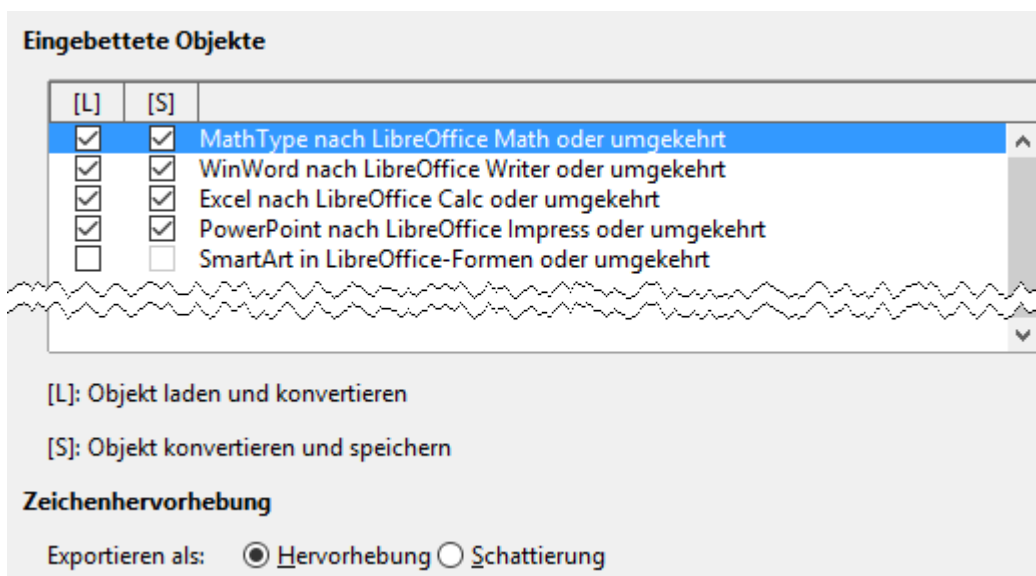 Eingebettete Objekte
[L] [S]
MathType nach LibreOffice Math oder umgekehrt
WinWord nach LibreOffice Writer oder umgekehrt
Excel nach LibreOffice Calc oder umgekehrt
PowerPoint nach LibreOffice Impress oder umgekehrt
SmartArt in LibreOffice-Formen oder umgekehrt
[L]: Objekt laden und konvertieren
[S]: Objekt konvertieren und speichern
Zeichenhervorhebung
Exportieren als: Hervorhebung Schattierung